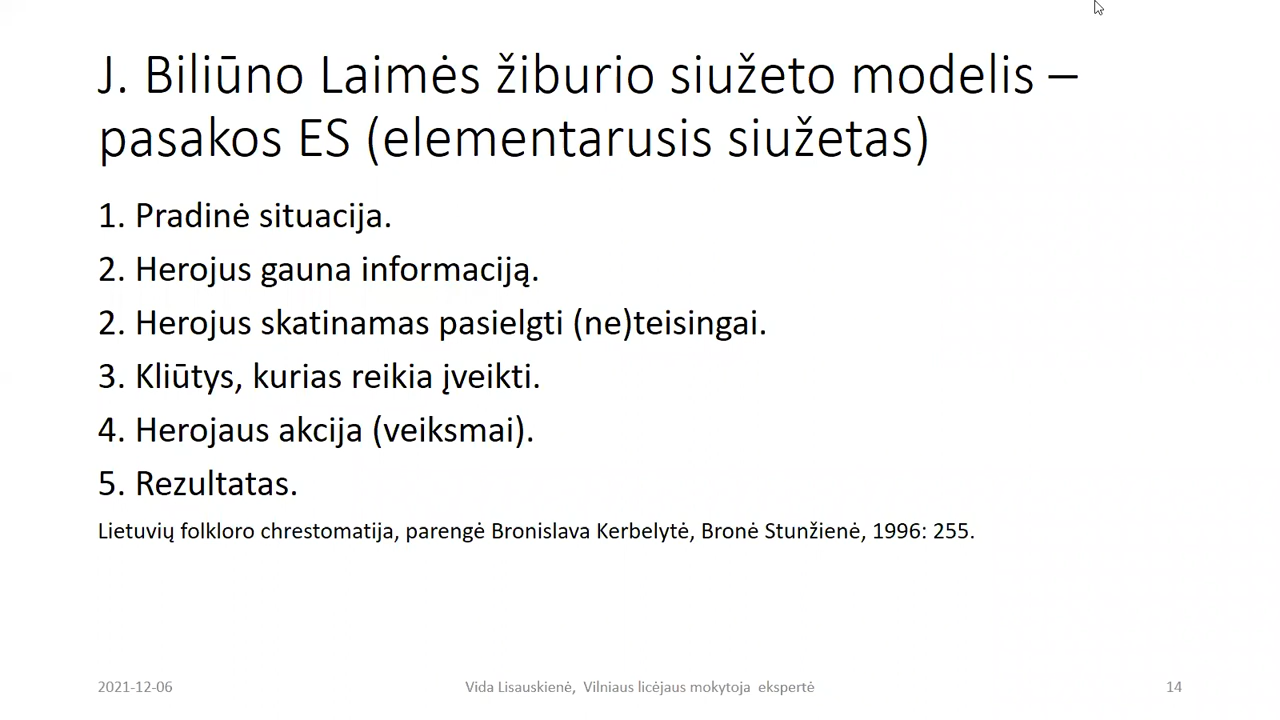 J. Biliūno Laimės žiburio siužeto modelis –
pasakos ES (elementarusis siužetas)
1. Pradinė situacija.
2. Herojus gauna informaciją.
2. Herojus skatinamas pasielgti (ne)teisingai.
3. Kliūtys, kurias reikia įveikti.
4. Herojaus akcija (veiksmai).
5. Rezultatas.
Lietuvių folkloro chrestomatija, parengė Bronislava Kerbelytė, Bronė Stunžienė, 1996: 255.
2021-12-06
Vida Lisauskienė, Vilniaus licėjaus mokytoja ekspertė
14